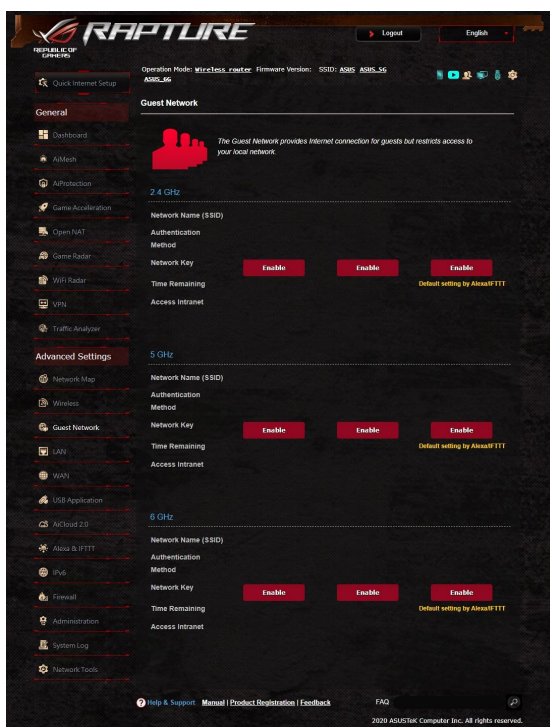 REPUBLIC OF
GAMERS
RAPTURE
Logout
English
Operation Mode: Wireless router Firmware Version: SSID: ASUS ASUS_5G
ASUS_6G
Quick Internet Setup
General
Dashboard
AiMesh
AiProtection
Game Acceleration
Open NAT
Game Radar
WiFi Radar
VPN
Traffic Analyzer
Advanced Settings
Network Map
Wireless
Guest Network
LAN
WAN
USB Application
AiCloud 2.0
Alexa & IFTTT
IPv6
Firewall
Administration
System Log
Network Tools
Guest Network
The Guest Network provides Internet connection for guests but restricts access to
your local network.
2.4 GHz
Network Name (SSID)
Authentication
Method
Network Key
Enable Enable Enable
Time Remaining
Default setting by Alexa/IFTTT
Access Intranet
5 GHz
Network Name (SSID)
Authentication
Method
Network Key
Enable Enable Enable
Time Remaining
Default setting by Alexa/IFTTT
Access Intranet
6 GHz
Network Name (SSID)
Authentication
Method
Network Key
Enable Enable Enable
Time Remaining
Default setting by Alexa/IFTTT
Access Intranet
Help & Support Manual | Product Registration | Feedback FAQ
2020 ASUSTeK Computer Inc. All rights reserved.